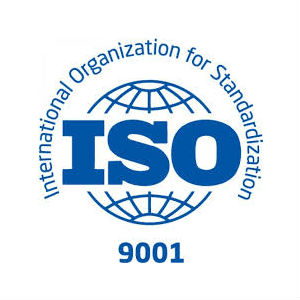 International Organization for Standardization
ISO
9001